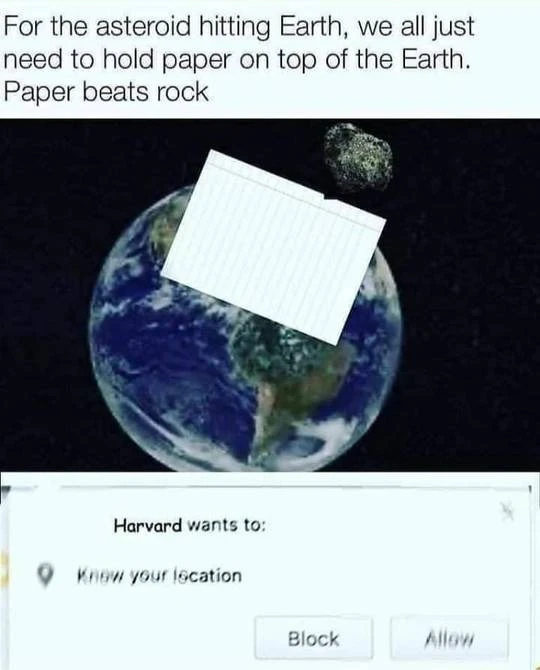 For the asteroid hitting Earth, we all just
need to hold paper on top of the Earth.
Paper beats rock
Harvard wants to:
Know your location
Block
Allow